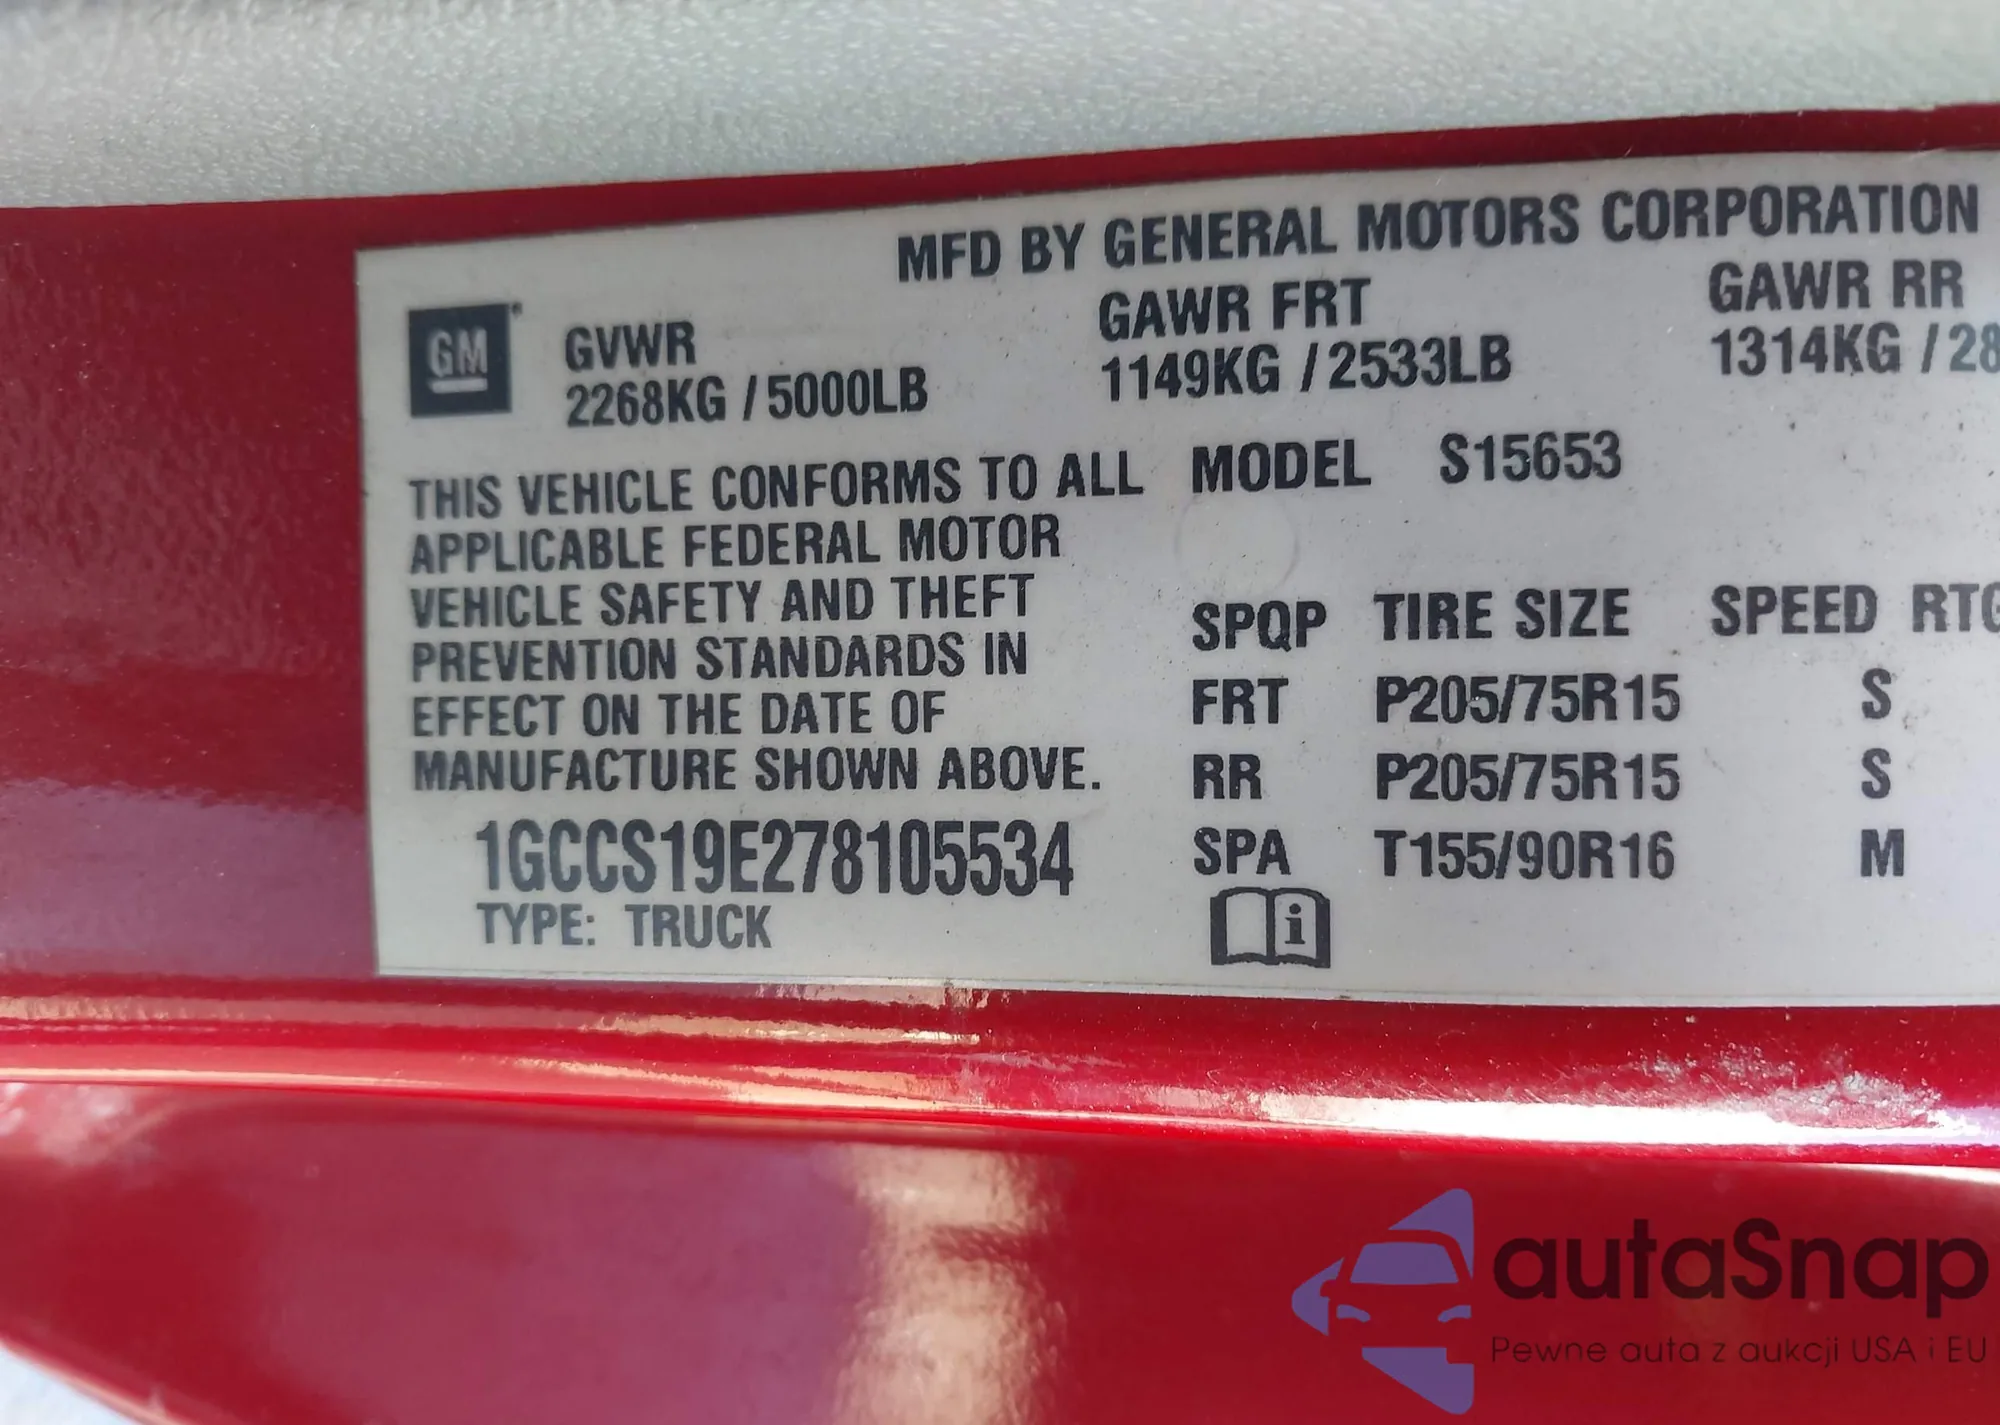 MFD BY GENERAL MOTORS CORPORATION
GM
GVWR GAWR FRT GAWR RR
2268KG / 5000LB 1149KG / 2533LB 1314KG / 28
THIS VEHICLE CONFORMS TO ALL MODEL S15653
APPLICABLE FEDERAL MOTOR
VEHICLE SAFETY AND THEFT SPQP TIRE SIZE SPEED RTG
PREVENTION STANDARDS IN
EFFECT ON THE DATE OF FRT P205/75R15 S
MANUFACTURE SHOWN ABOVE. RR P205/75R15 S
1GCCS19E278105534 SPA T155/90R16 M
TYPE: TRUCK i
autaSnap
Pewne auta z aukcji USA i EU